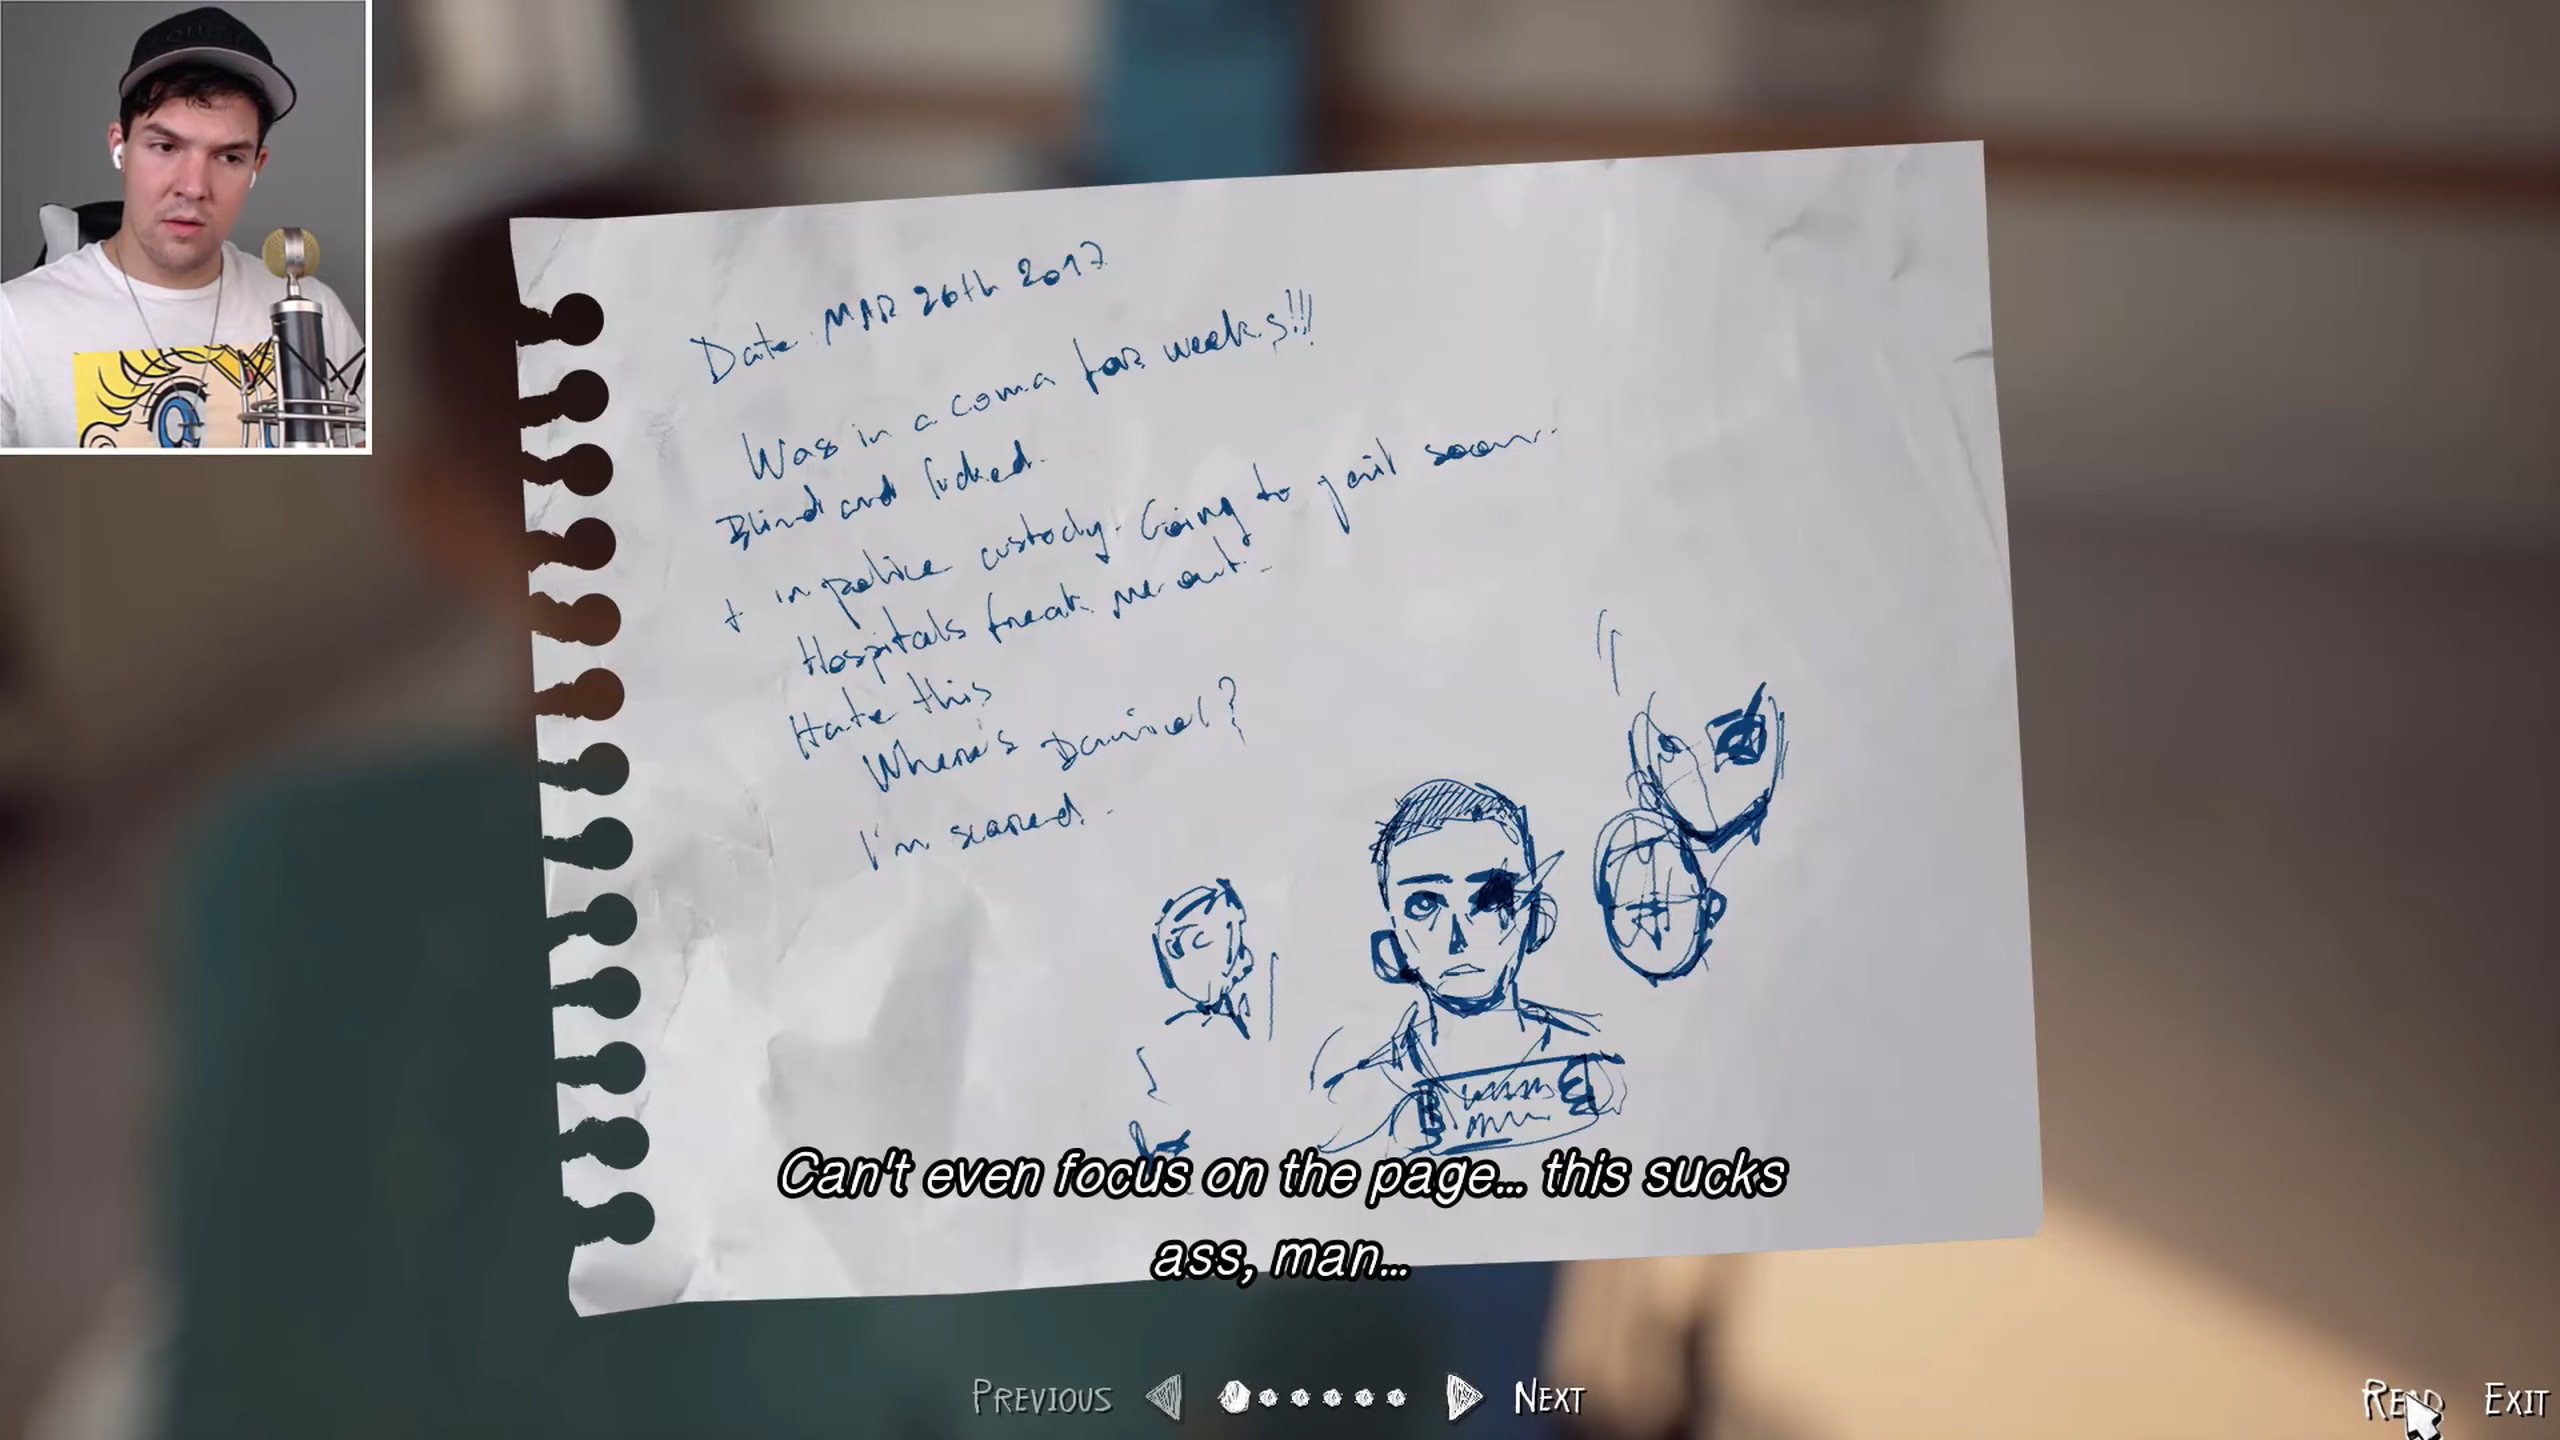 Date MAR 26th 2017
Was in a coma for weeks!!!
Blind and fucked.
+ in police custody. Going to jail soon.
Hospitals freak me out.
Hate this
Where's Daniel?
I'm scared.
Can't even focus on the page... this sucks
ass, man...
PREVIOUS NEXT READ EXIT